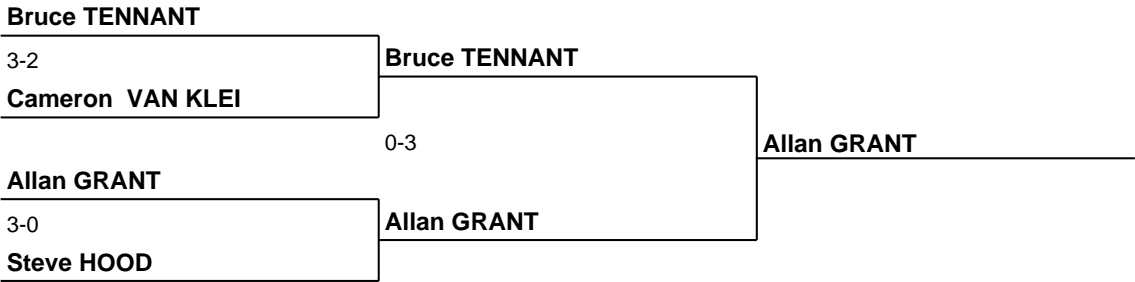 Bruce TENNANT
3-2
Bruce TENNANT
Cameron  VAN KLEI
0-3
Allan GRANT
Allan GRANT
3-0
Allan GRANT
Steve HOOD